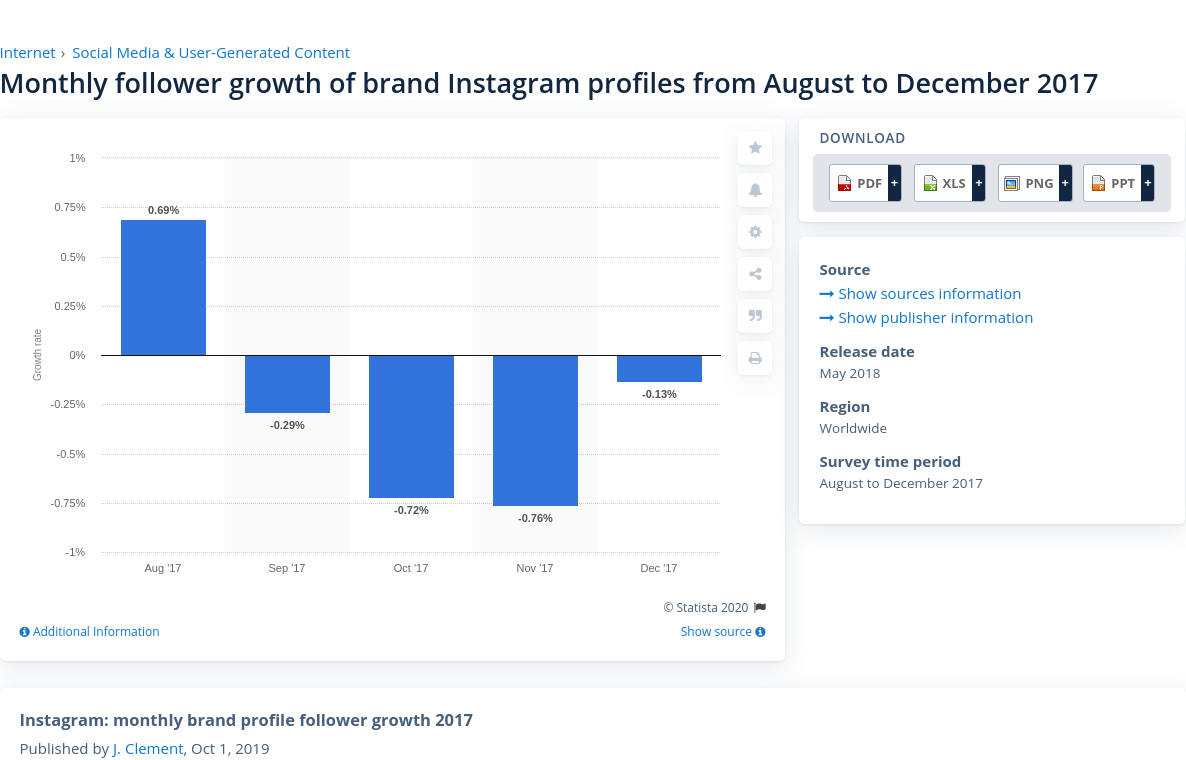 Internet › Social Media & User-Generated Content
Monthly follower growth of brand Instagram profiles from August to December 2017
1%
0.75%
0.5%
0.25%
0%
-0.25%
-0.5%
-0.75%
-1%
Growth rate
0.69%
-0.29%
-0.72%
-0.76%
-0.13%
Aug '17 Sep '17 Oct '17 Nov '17 Dec '17
© Statista 2020
Additional Information Show source
DOWNLOAD
PDF + XLS + PNG + PPT +
Source
Show sources information
Show publisher information
Release date
May 2018
Region
Worldwide
Survey time period
August to December 2017
Instagram: monthly brand profile follower growth 2017
Published by J. Clement, Oct 1, 2019